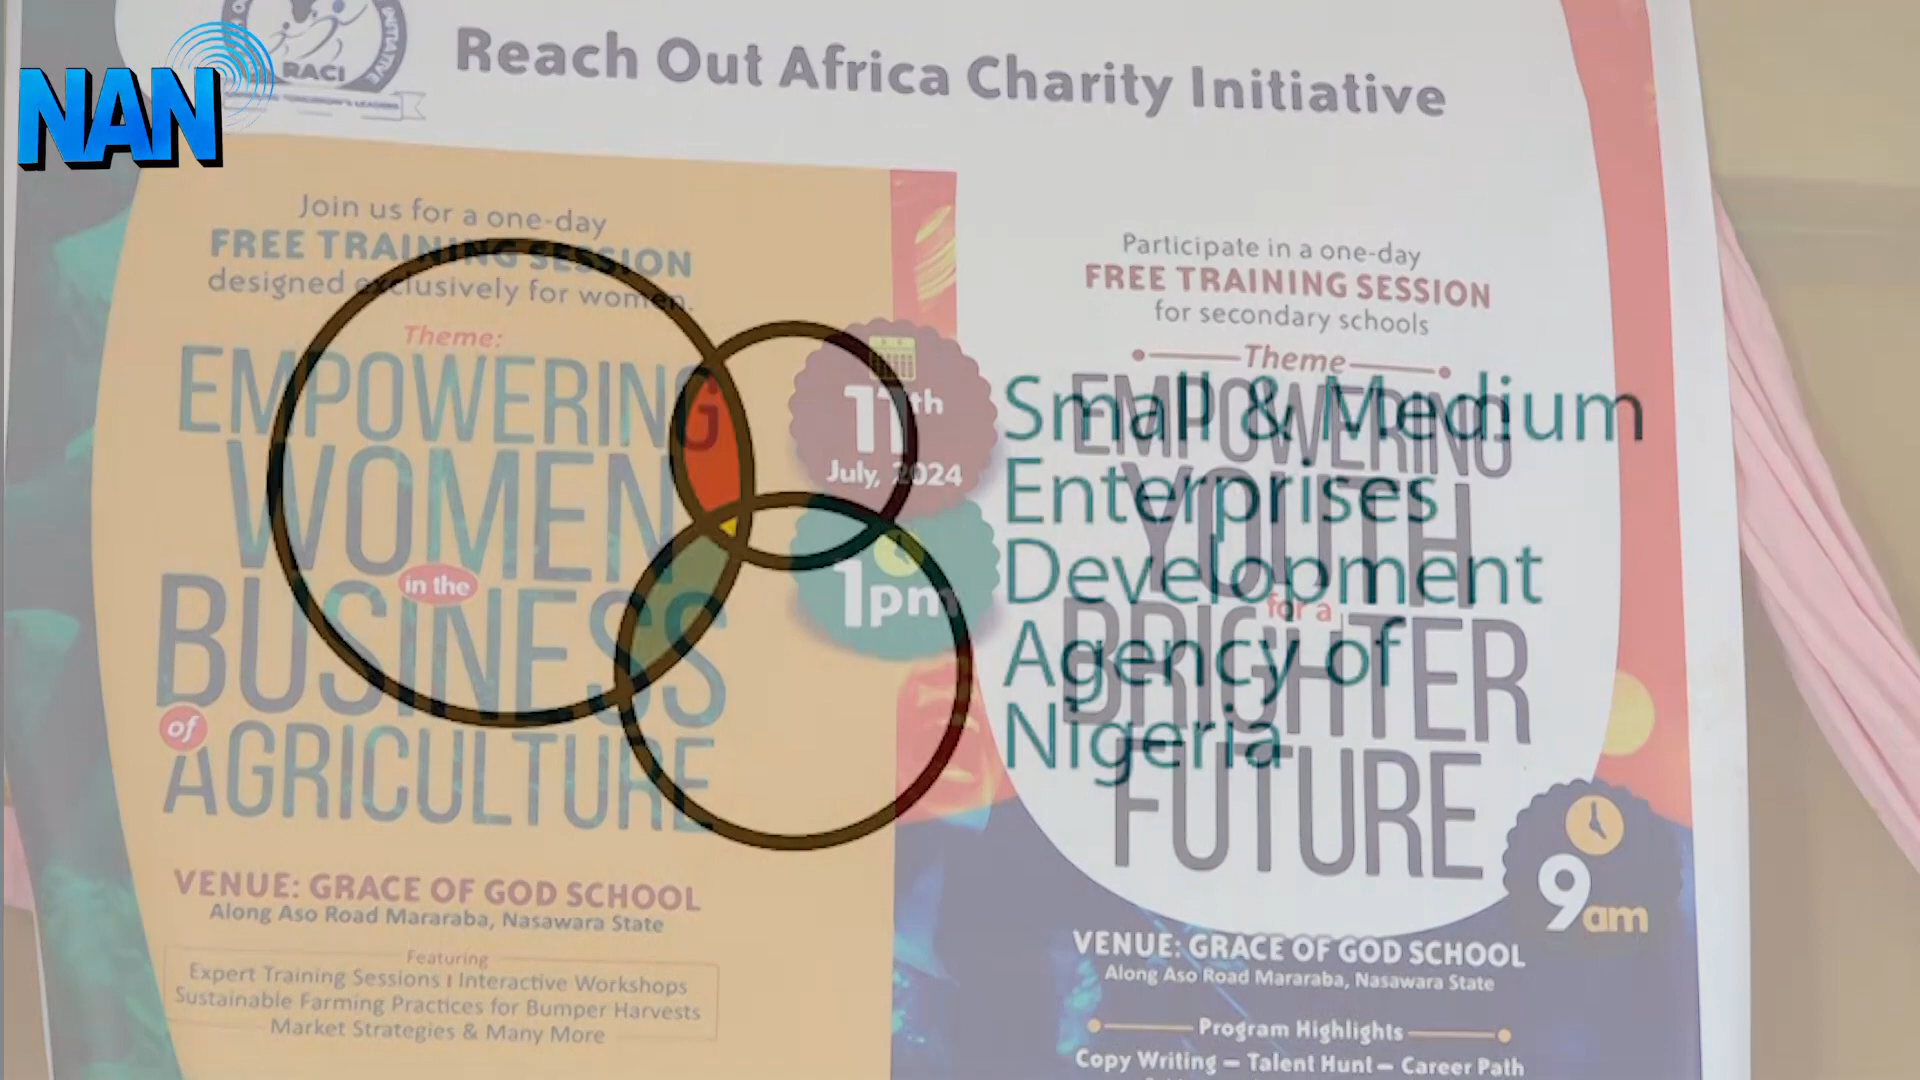 NAN
RACI
INITIATIVE
Reach Out Africa Charity Initiative
Join us for a one-day
FREE TRAINING SESSION
designed exclusively for women.
Theme:
EMPOWERING
WOMEN
in the
BUSINESS
of
AGRICULTURE
VENUE: GRACE OF GOD SCHOOL
Along Aso Road Mararaba, Nasawara State
Featuring
Expert Training Sessions I Interactive Workshops
Sustainable Farming Practices for Bumper Harvests
Market Strategies & Many More
11th
July, 2024
1pm
Participate in a one-day
FREE TRAINING SESSION
for secondary schools
Theme
EMPOWERING
YOUTH
for a
BRIGHTER
FUTURE
9am
VENUE: GRACE OF GOD SCHOOL
Along Aso Road Mararaba, Nasawara State
Program Highlights
Copy Writing – Talent Hunt – Career Path
Small & Medium
Enterprises
Development
Agency of
Nigeria